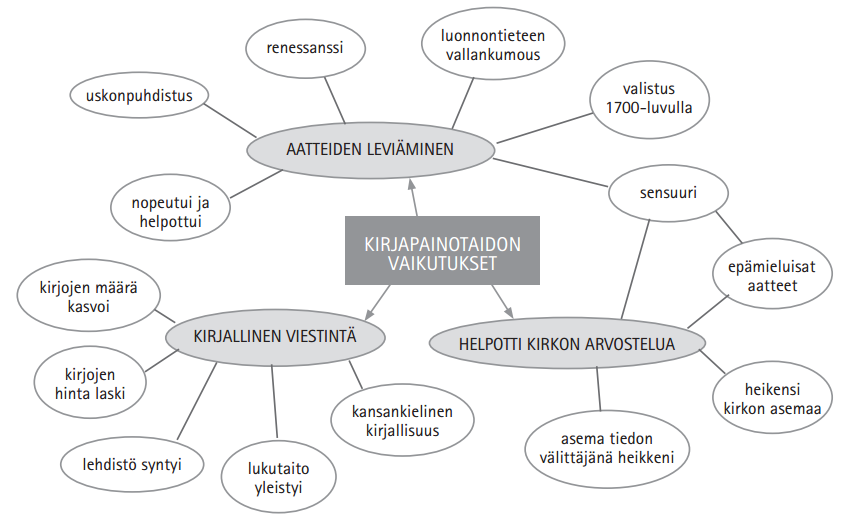 renessanssi
luonnontieteen
vallankumous
uskonpuhdistus
valistus
1700-luvulla
AATTEIDEN LEVIÄMINEN
nopeutui ja
helpottui
sensuuri
KIRJAPAINOTAIDON
VAIKUTUKSET
epämieluisat
aatteet
kirjojen määrä
kasvoi
KIRJALLINEN VIESTINTÄ
HELPOTTI KIRKON ARVOSTELUA
kirjojen
hinta laski
heikensi
kirkon asemaa
kansankielinen
kirjallisuus
asema tiedon
välittäjänä heikkeni
lehdistö syntyi
lukutaito
yleistyi